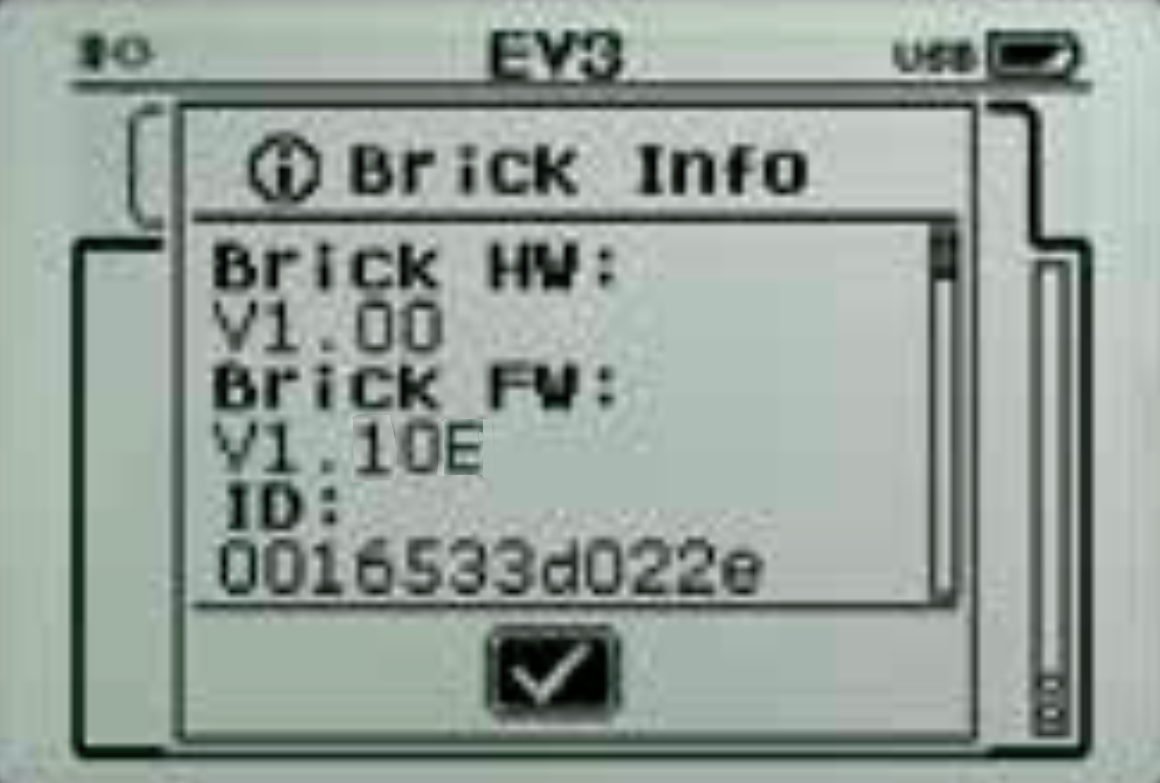 EV3 USB
Brick Info
Brick HW:
V1.00
Brick FW:
V1.10E
ID:
0016533d022e